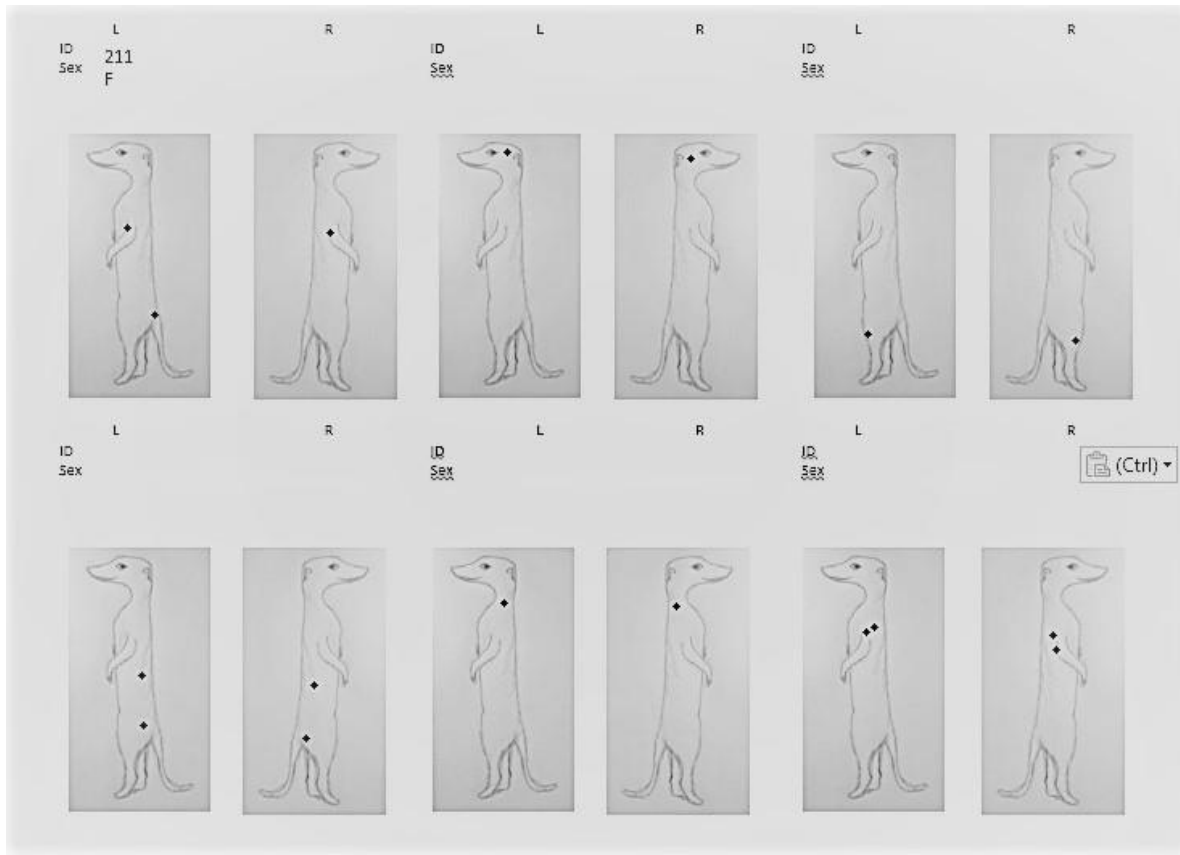 L R L R L R
ID 211 ID ID
Sex F Sex Sex
L R L R L R
ID ID ID
Sex Sex Sex
(Ctrl)